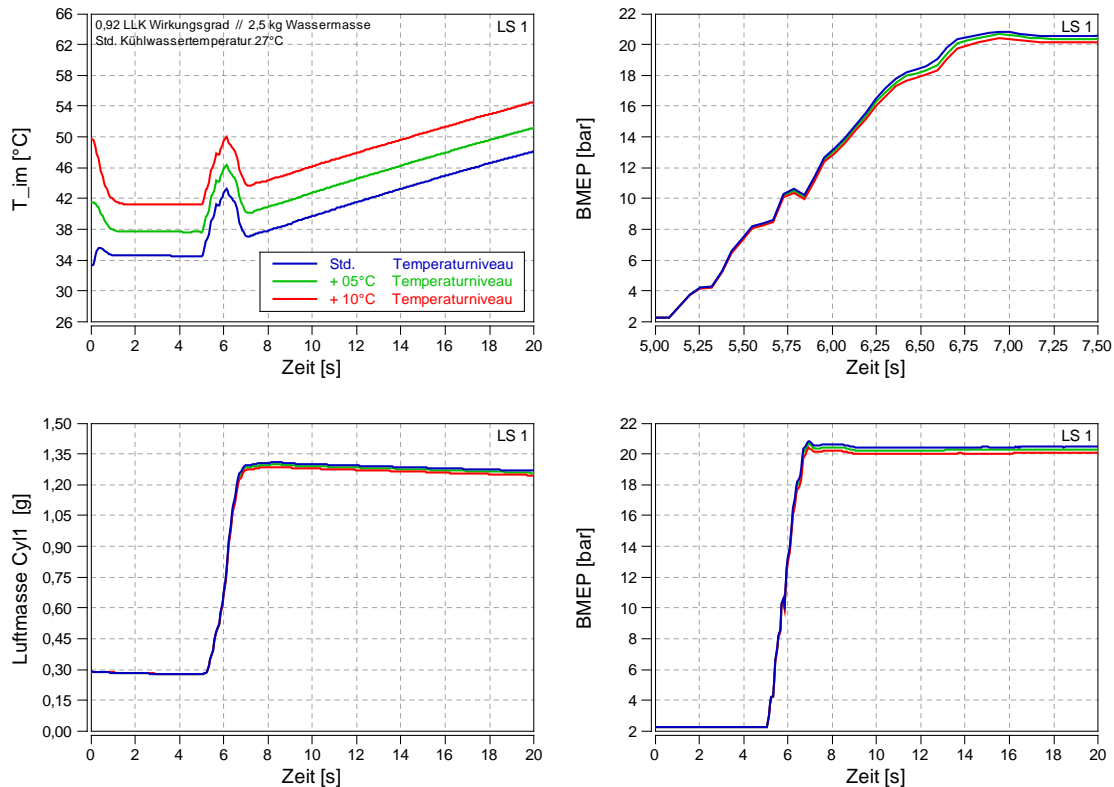 0,92 LLK Wirkungsgrad // 2,5 kg Wassermasse
Std. Kühlwassertemperatur 27°C
LS 1
T_im [°C]
66
62
58
54
50
46
42
38
34
30
26
Std. Temperaturniveau
+ 05°C Temperaturniveau
+ 10°C Temperaturniveau
0 2 4 6 8 10 12 14 16 18 20
Zeit [s]
LS 1
BMEP [bar]
22
20
18
16
14
12
10
8
6
4
2
5,00 5,25 5,50 5,75 6,00 6,25 6,50 6,75 7,00 7,25 7,50
Zeit [s]
LS 1
Luftmasse Cyl1 [g]
1,50
1,35
1,20
1,05
0,90
0,75
0,60
0,45
0,30
0,15
0,00
0 2 4 6 8 10 12 14 16 18 20
Zeit [s]
LS 1
BMEP [bar]
22
20
18
16
14
12
10
8
6
4
2
0 2 4 6 8 10 12 14 16 18 20
Zeit [s]